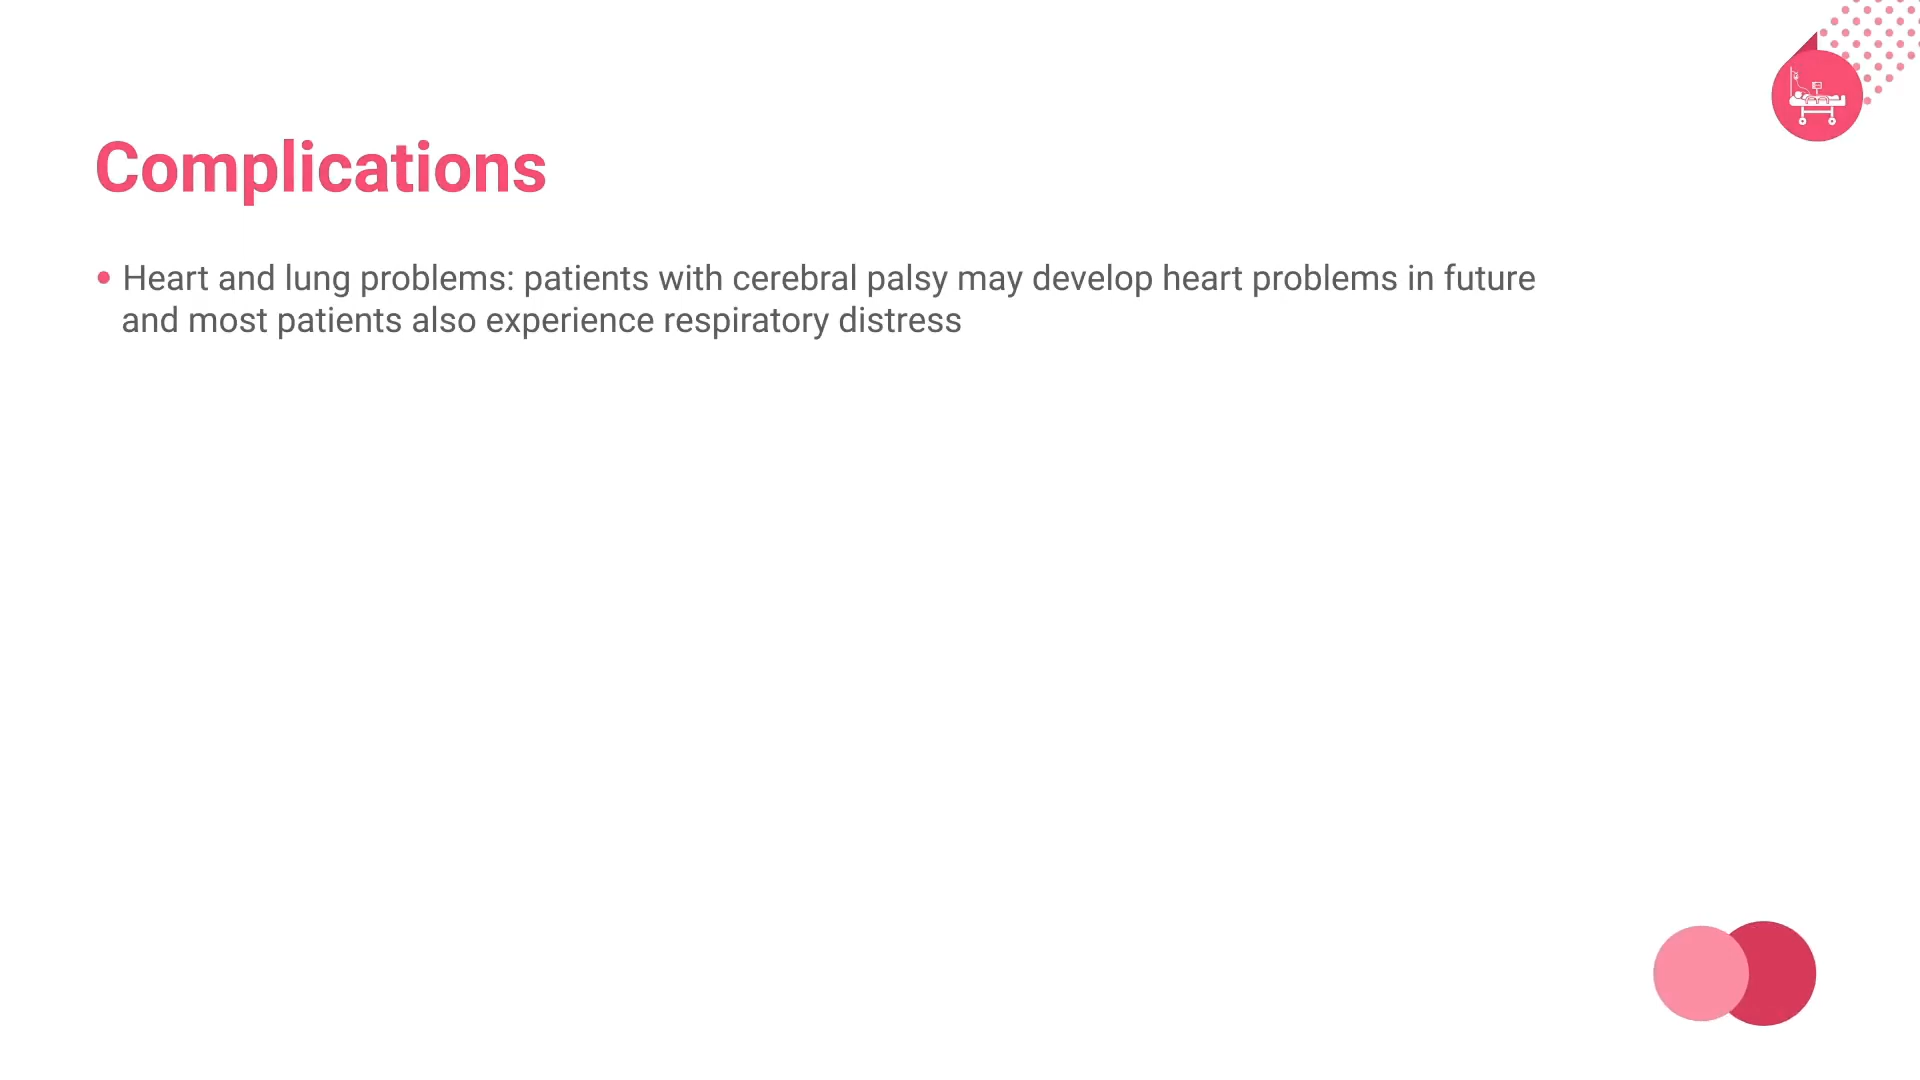 Complications
• Heart and lung problems: patients with cerebral palsy may develop heart problems in future
and most patients also experience respiratory distress